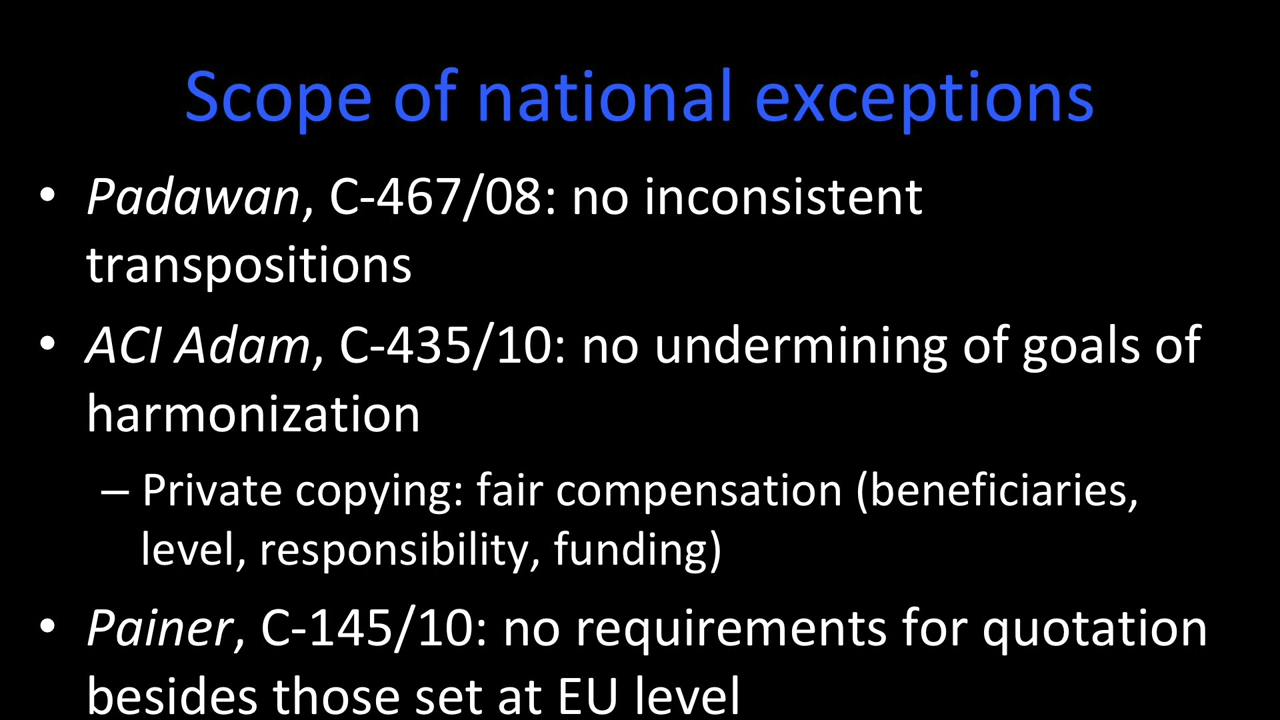 Scope of national exceptions
• Padawan, C-467/08: no inconsistent
transpositions
• ACI Adam, C-435/10: no undermining of goals of
harmonization
– Private copying: fair compensation (beneficiaries,
level, responsibility, funding)
• Painer, C-145/10: no requirements for quotation
besides those set at EU level